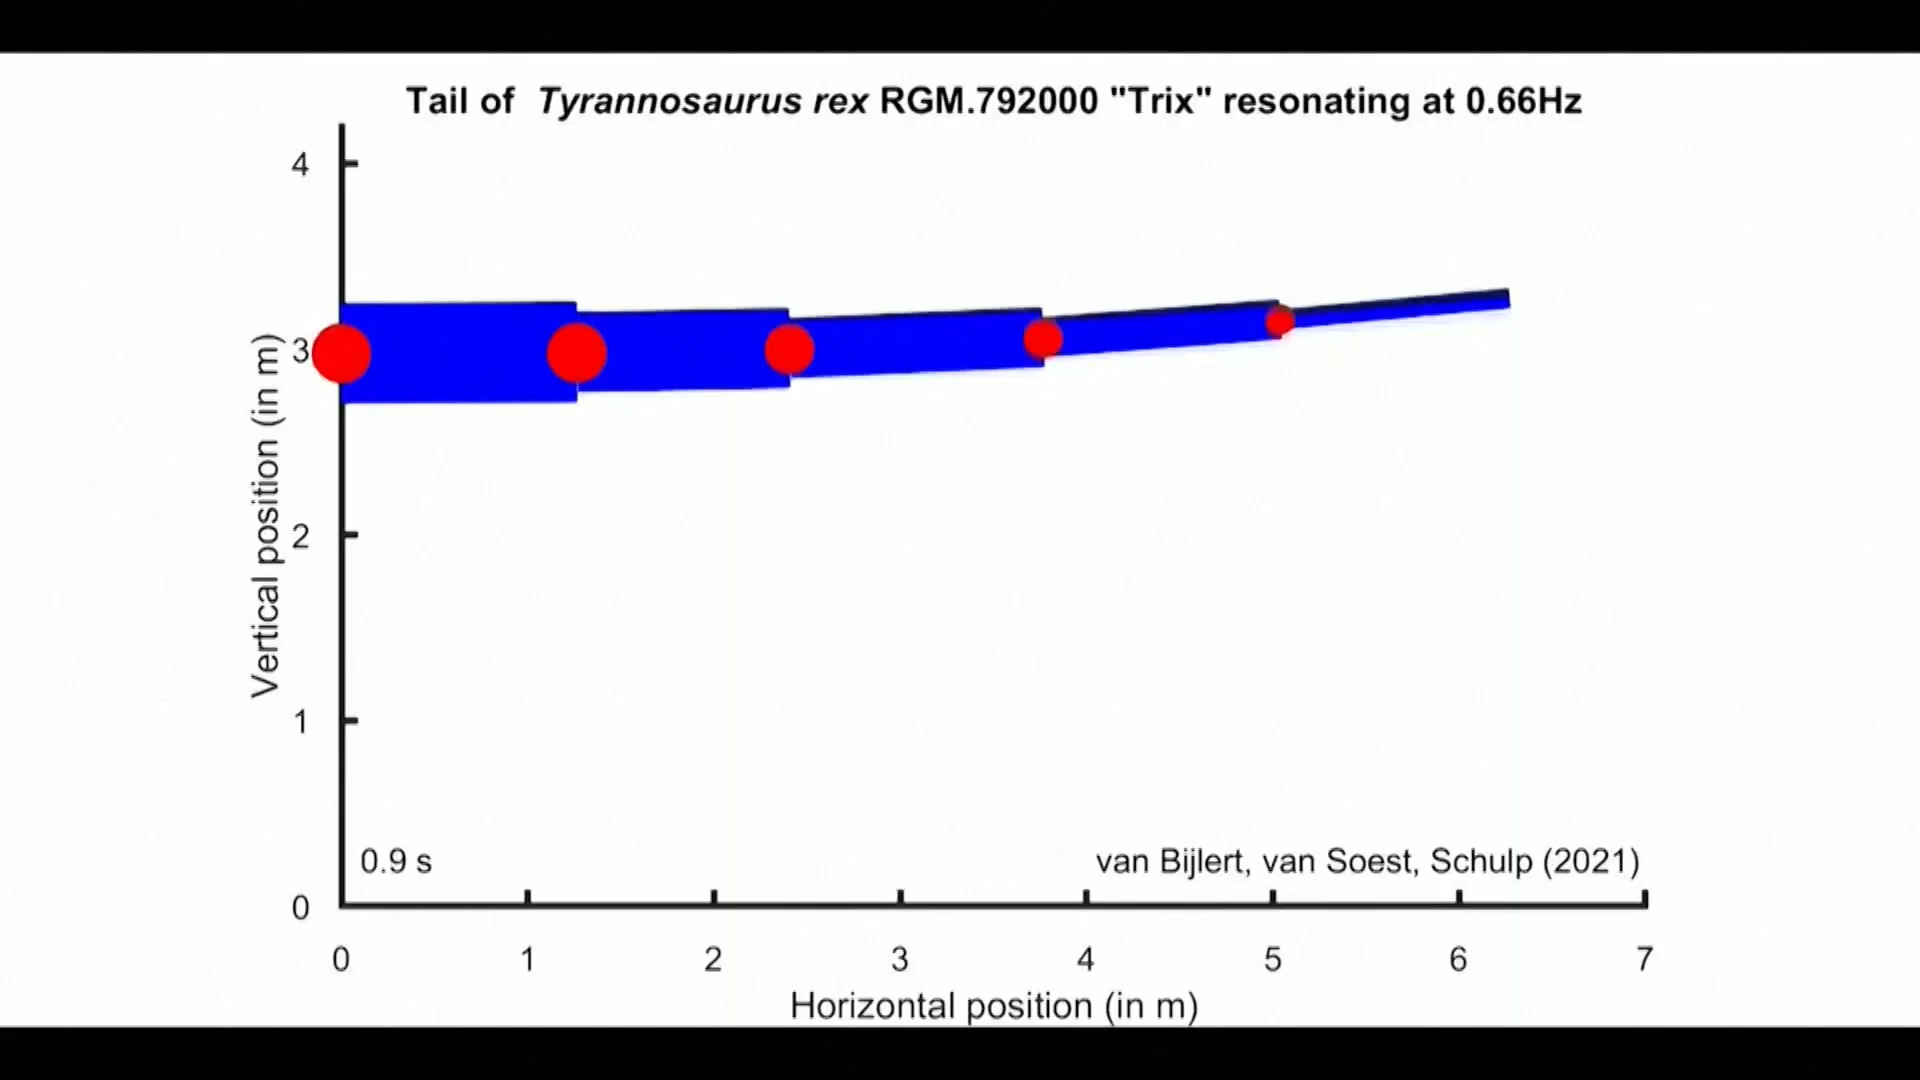 Tail of Tyrannosaurus rex RGM.792000 "Trix" resonating at 0.66Hz
4
3
2
1
0
Vertical position (in m)
0.9 s
van Bijlert, van Soest, Schulp (2021)
0 1 2 3 4 5 6 7
Horizontal position (in m)